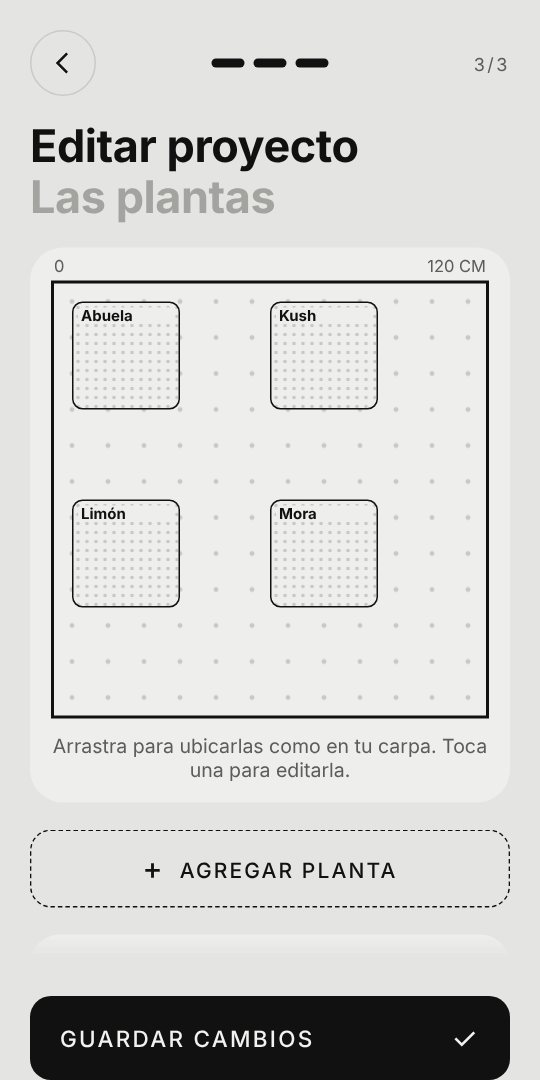 3/3
Editar proyecto
Las plantas
0 120 CM
Abuela Kush
Limón Mora
Arrastra para ubicarlas como en tu carpa. Toca
una para editarla.
+ AGREGAR PLANTA
GUARDAR CAMBIOS